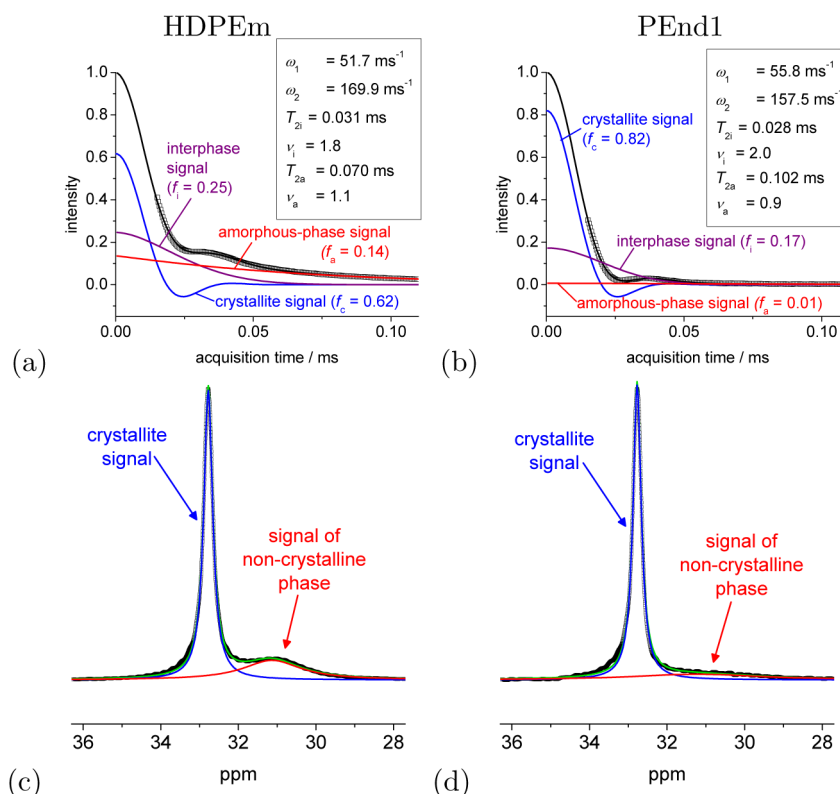 HDPEm
PEnd1
ω₁ = 51.7 ms⁻¹
ω₂ = 169.9 ms⁻¹
T₂ᵢ = 0.031 ms
νᵢ = 1.8
T₂ₐ = 0.070 ms
νₐ = 1.1
1.0
0.8
0.6
0.4
0.2
0.0
intensity
interphase
signal
(fᵢ = 0.25)
amorphous-phase signal
(fₐ = 0.14)
crystallite signal (f꜀ = 0.62)
0.00
0.05
0.10
acquisition time / ms
(a)
ω₁ = 55.8 ms⁻¹
ω₂ = 157.5 ms⁻¹
T₂ᵢ = 0.028 ms
νᵢ = 2.0
T₂ₐ = 0.102 ms
νₐ = 0.9
1.0
0.8
0.6
0.4
0.2
0.0
intensity
crystallite signal
(f꜀ = 0.82)
interphase signal (fᵢ = 0.17)
amorphous-phase signal (fₐ = 0.01)
0.00
0.05
0.10
acquisition time / ms
(b)
crystallite
signal
signal of
non-crystalline
phase
36
34
32
30
28
ppm
(c)
crystallite
signal
signal of
non-crystalline
phase
36
34
32
30
28
ppm
(d)